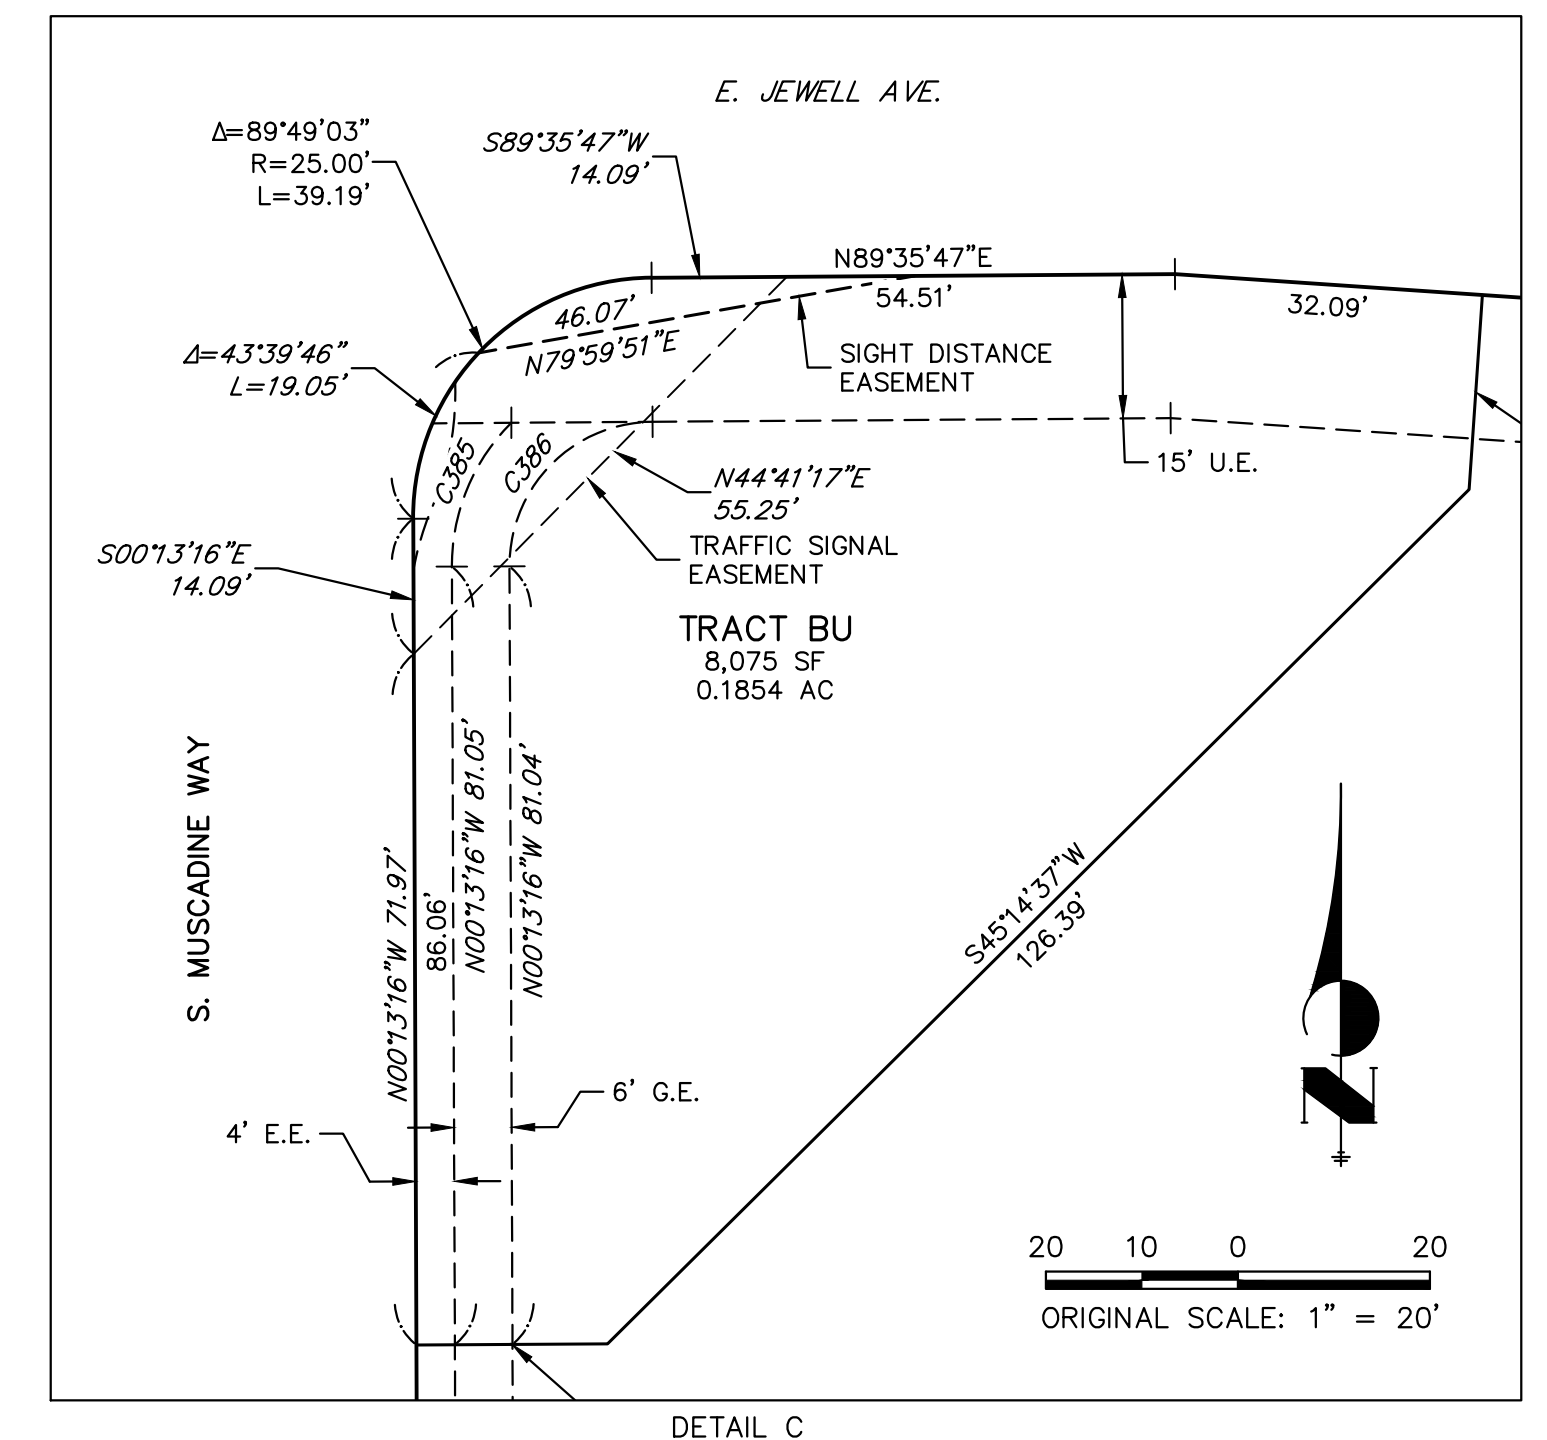 E. JEWELL AVE.
Δ=89°49'03"
R=25.00'
L=39.19'
S89°35'47"W
14.09'
N89°35'47"E
54.51'
32.09'
46.07'
N79°59'51"E
Δ=43°39'46"
L=19.05'
SIGHT DISTANCE
EASEMENT
C385
C386
15' U.E.
N44°41'17"E
55.25'
TRAFFIC SIGNAL
EASEMENT
S00°13'16"E
14.09'
TRACT BU
8,075 SF
0.1854 AC
S. MUSCADINE WAY
N00°13'16"W 71.97'
86.06'
N00°13'16"W 81.05'
N00°13'16"W 81.04'
S45°14'37"W
126.39'
6' G.E.
4' E.E.
N
20 10 0 20
ORIGINAL SCALE: 1" = 20'
DETAIL C